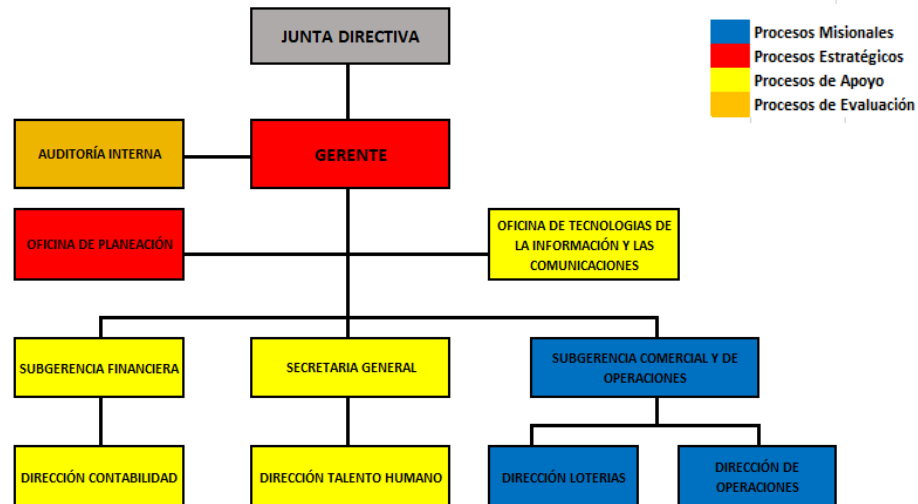 JUNTA DIRECTIVA
Procesos Misionales
Procesos Estratégicos
Procesos de Apoyo
Procesos de Evaluación
AUDITORÍA INTERNA
GERENTE
OFICINA DE PLANEACIÓN
OFICINA DE TECNOLOGIAS DE
LA INFORMACIÓN Y LAS
COMUNICACIONES
SUBGERENCIA FINANCIERA
SECRETARIA GENERAL
SUBGERENCIA COMERCIAL Y DE
OPERACIONES
DIRECCIÓN CONTABILIDAD
DIRECCIÓN TALENTO HUMANO
DIRECCIÓN LOTERIAS
DIRECCIÓN DE
OPERACIONES